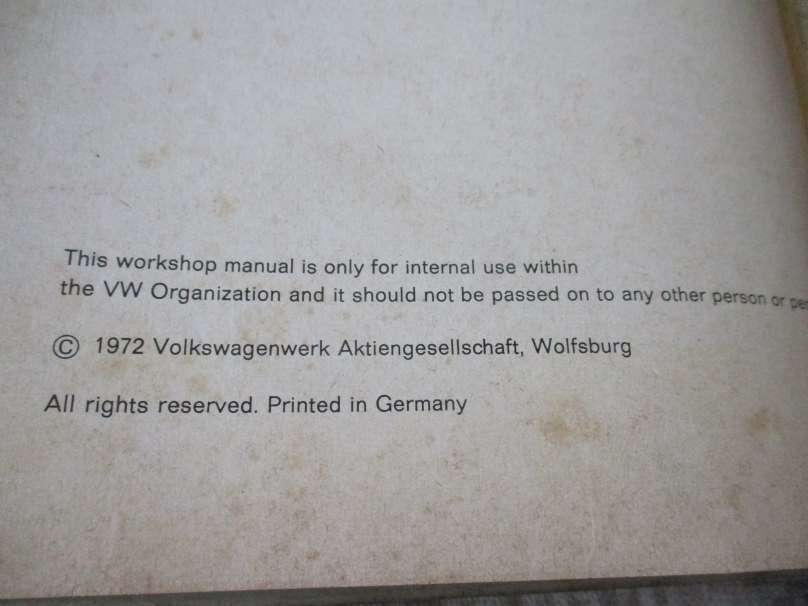 This workshop manual is only for internal use within
the VW Organization and it should not be passed on to any other person or
© 1972 Volkswagenwerk Aktiengesellschaft, Wolfsburg
All rights reserved. Printed in Germany